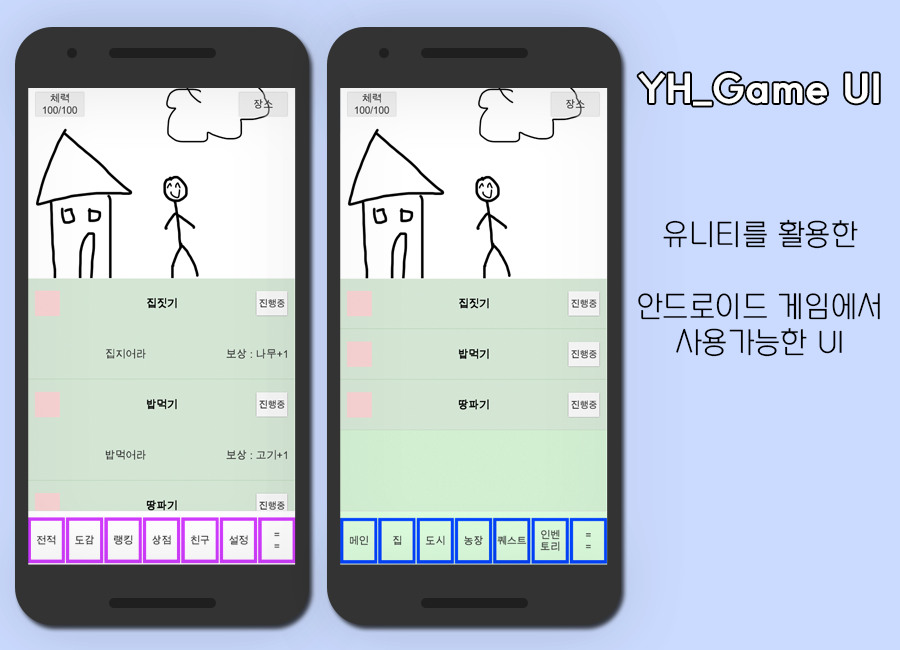 체력
100/100
장소
집짓기
진행중
집지어라
보상 : 나무+1
밥먹기
진행중
밥먹어라
보상 : 고기+1
땅파기
진행중
전적
도감
랭킹
상점
친구
설정
=
=
체력
100/100
장소
집짓기
진행중
밥먹기
진행중
땅파기
진행중
메인
집
도시
농장
퀘스트
인벤
토리
=
=
YH_Game UI
유니티를 활용한
안드로이드 게임에서
사용가능한 UI